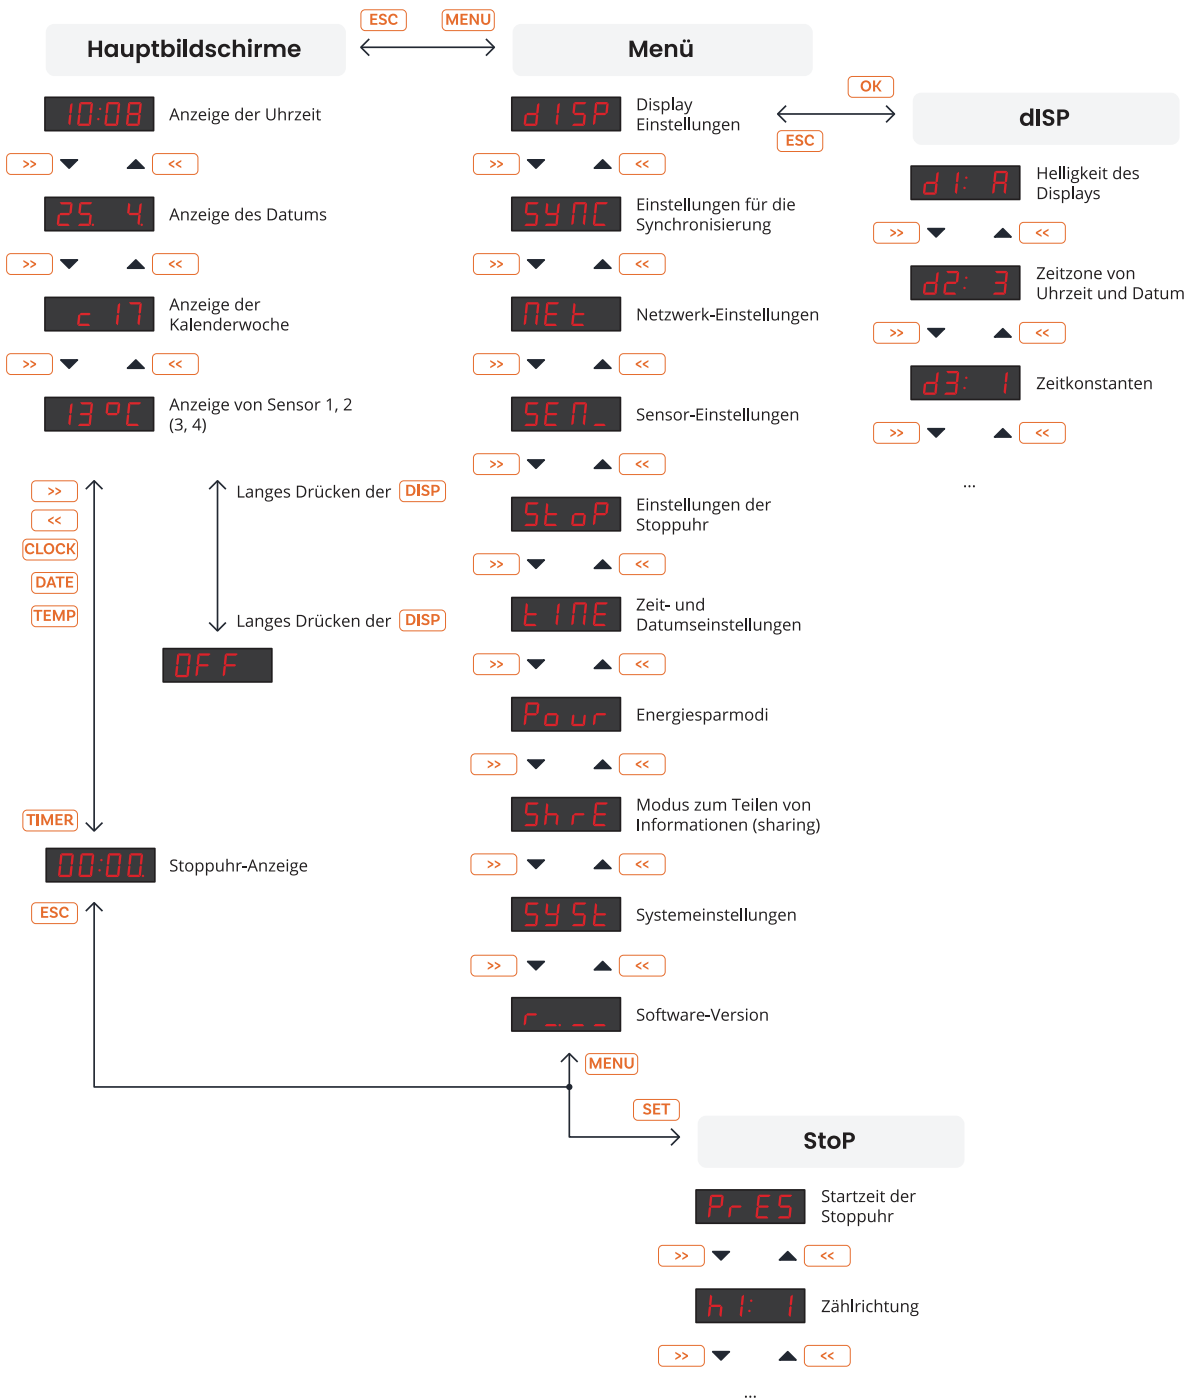 ESC
MENU
Hauptbildschirme
Menü
10:08
Anzeige der Uhrzeit
>>
<<
25. 4.
Anzeige des Datums
>>
<<
c 17
Anzeige der
Kalenderwoche
>>
<<
13 °C
Anzeige von Sensor 1, 2
(3, 4)
>>
<<
CLOCK
DATE
TEMP
Langes Drücken der DISP
Langes Drücken der DISP
OFF
TIMER
00:00.
Stoppuhr-Anzeige
ESC
dISP
Display
Einstellungen
>>
<<
SYNC
Einstellungen für die
Synchronisierung
>>
<<
NEt
Netzwerk-Einstellungen
>>
<<
SEN_
Sensor-Einstellungen
>>
<<
StoP
Einstellungen der
Stoppuhr
>>
<<
tIME
Zeit- und
Datumseinstellungen
>>
<<
Pour
Energiesparmodi
>>
<<
ShrE
Modus zum Teilen von
Informationen (sharing)
>>
<<
SYSt
Systemeinstellungen
>>
<<
r_._ _
Software-Version
MENU
OK
ESC
dISP
d1: A
Helligkeit des
Displays
>>
<<
d2: 3
Zeitzone von
Uhrzeit und Datum
>>
<<
d3: 1
Zeitkonstanten
>>
<<
...
SET
StoP
PrES
Startzeit der
Stoppuhr
>>
<<
h1: 1
Zählrichtung
>>
<<
...